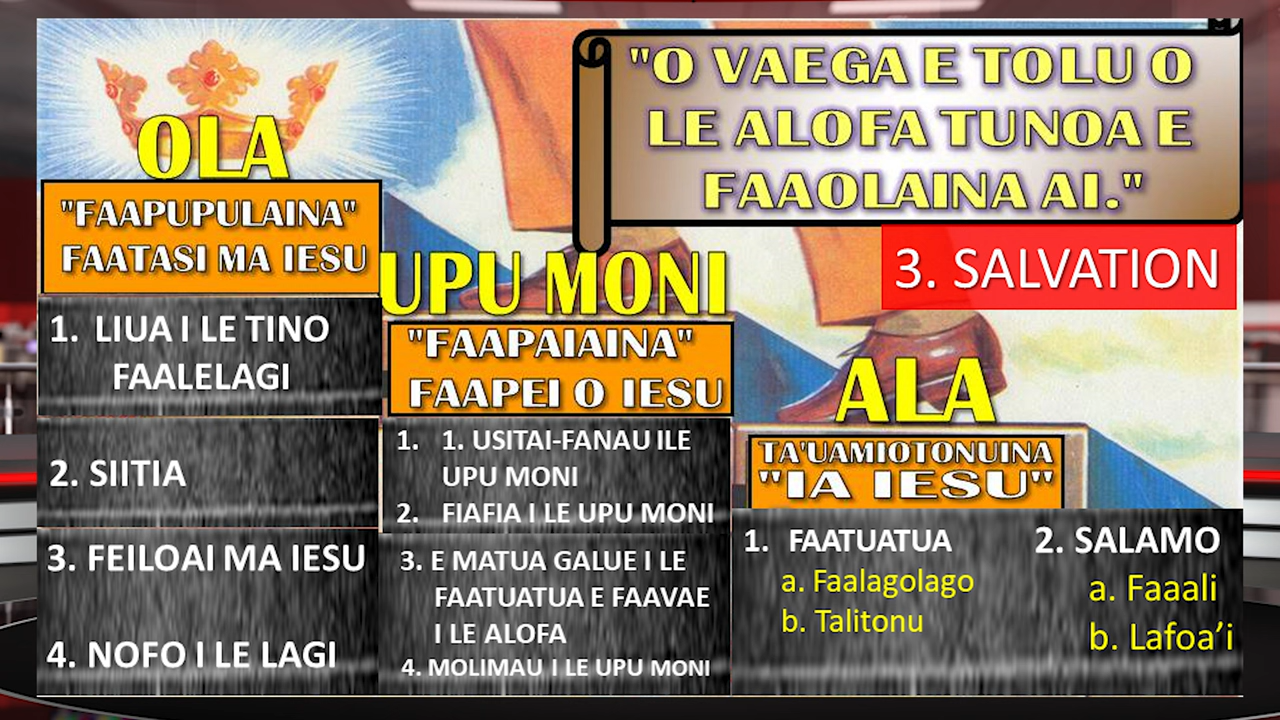 "O VAEGA E TOLU O
LE ALOFA TUNOA E
FAAOLAINA AI."
3. SALVATION
OLA
"FAAPUPULAINA"
FAATASI MA IESU
1. LIUA I LE TINO
FAALELAGI
2. SIITIA
3. FEILOAI MA IESU
4. NOFO I LE LAGI
UPU MONI
"FAAPAIAINA"
FAAPEI O IESU
1. 1. USITAI-FANAU ILE
UPU MONI
2. FIAFIA I LE UPU MONI
3. E MATUA GALUE I LE
FAATUATUA E FAAVAE
I LE ALOFA
4. MOLIMAU I LE UPU MONI
ALA
TA'UAMIOTONUINA
"IA IESU"
1. FAATUATUA
a. Faalagolago
b. Talitonu
2. SALAMO
a. Faaali
b. Lafoa’i